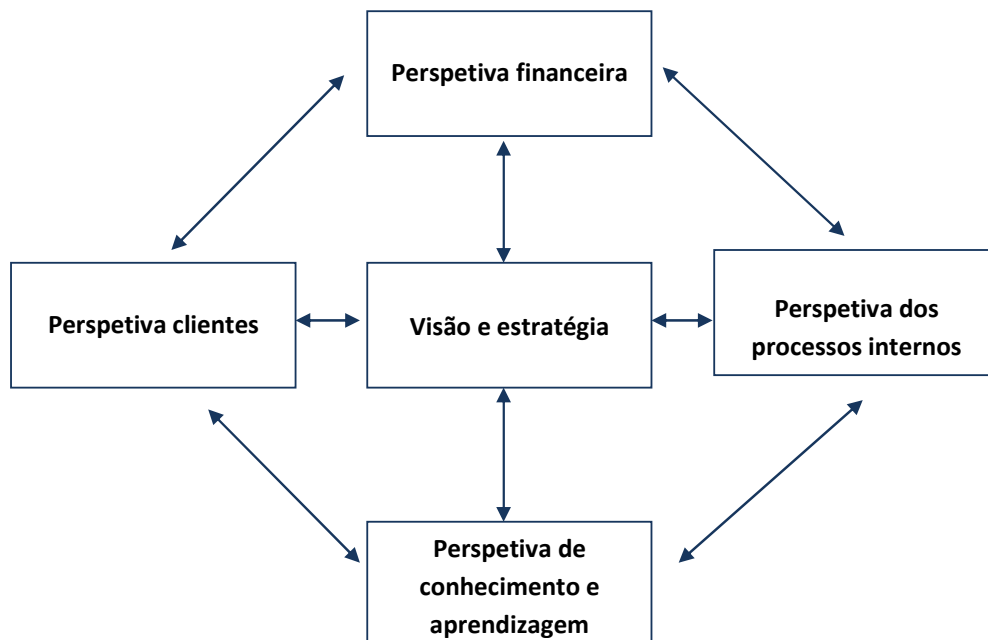 Perspetiva financeira
Perspetiva clientes
Visão e estratégia
Perspetiva dos
processos internos
Perspetiva de
conhecimento e
aprendizagem